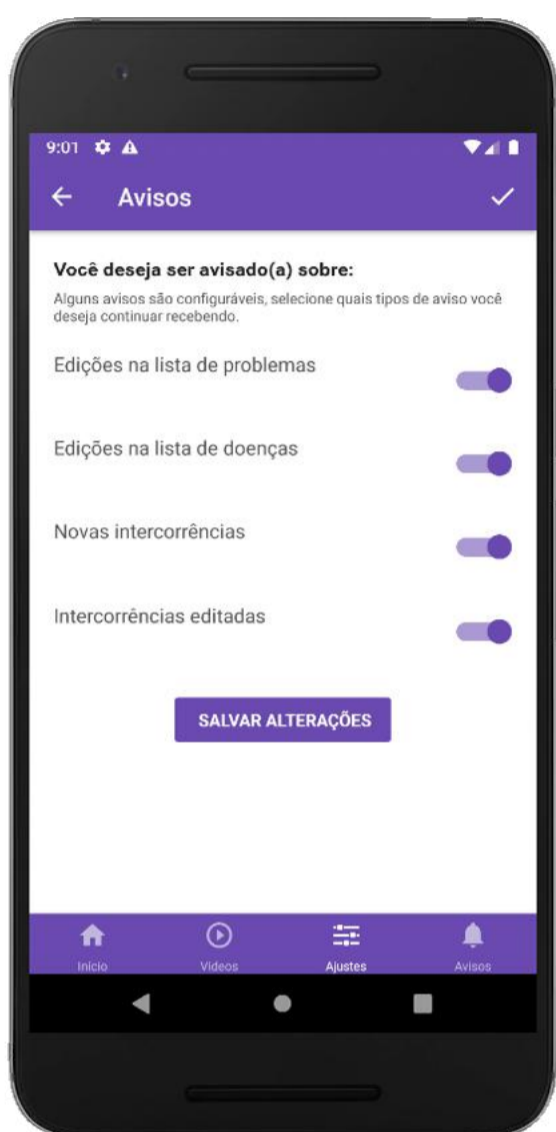 9:01
Avisos
Você deseja ser avisado(a) sobre:
Alguns avisos são configuráveis, selecione quais tipos de aviso você
deseja continuar recebendo.
Edições na lista de problemas
Edições na lista de doenças
Novas intercorrências
Intercorrências editadas
SALVAR ALTERAÇÕES
Início Videos Ajustes Avisos